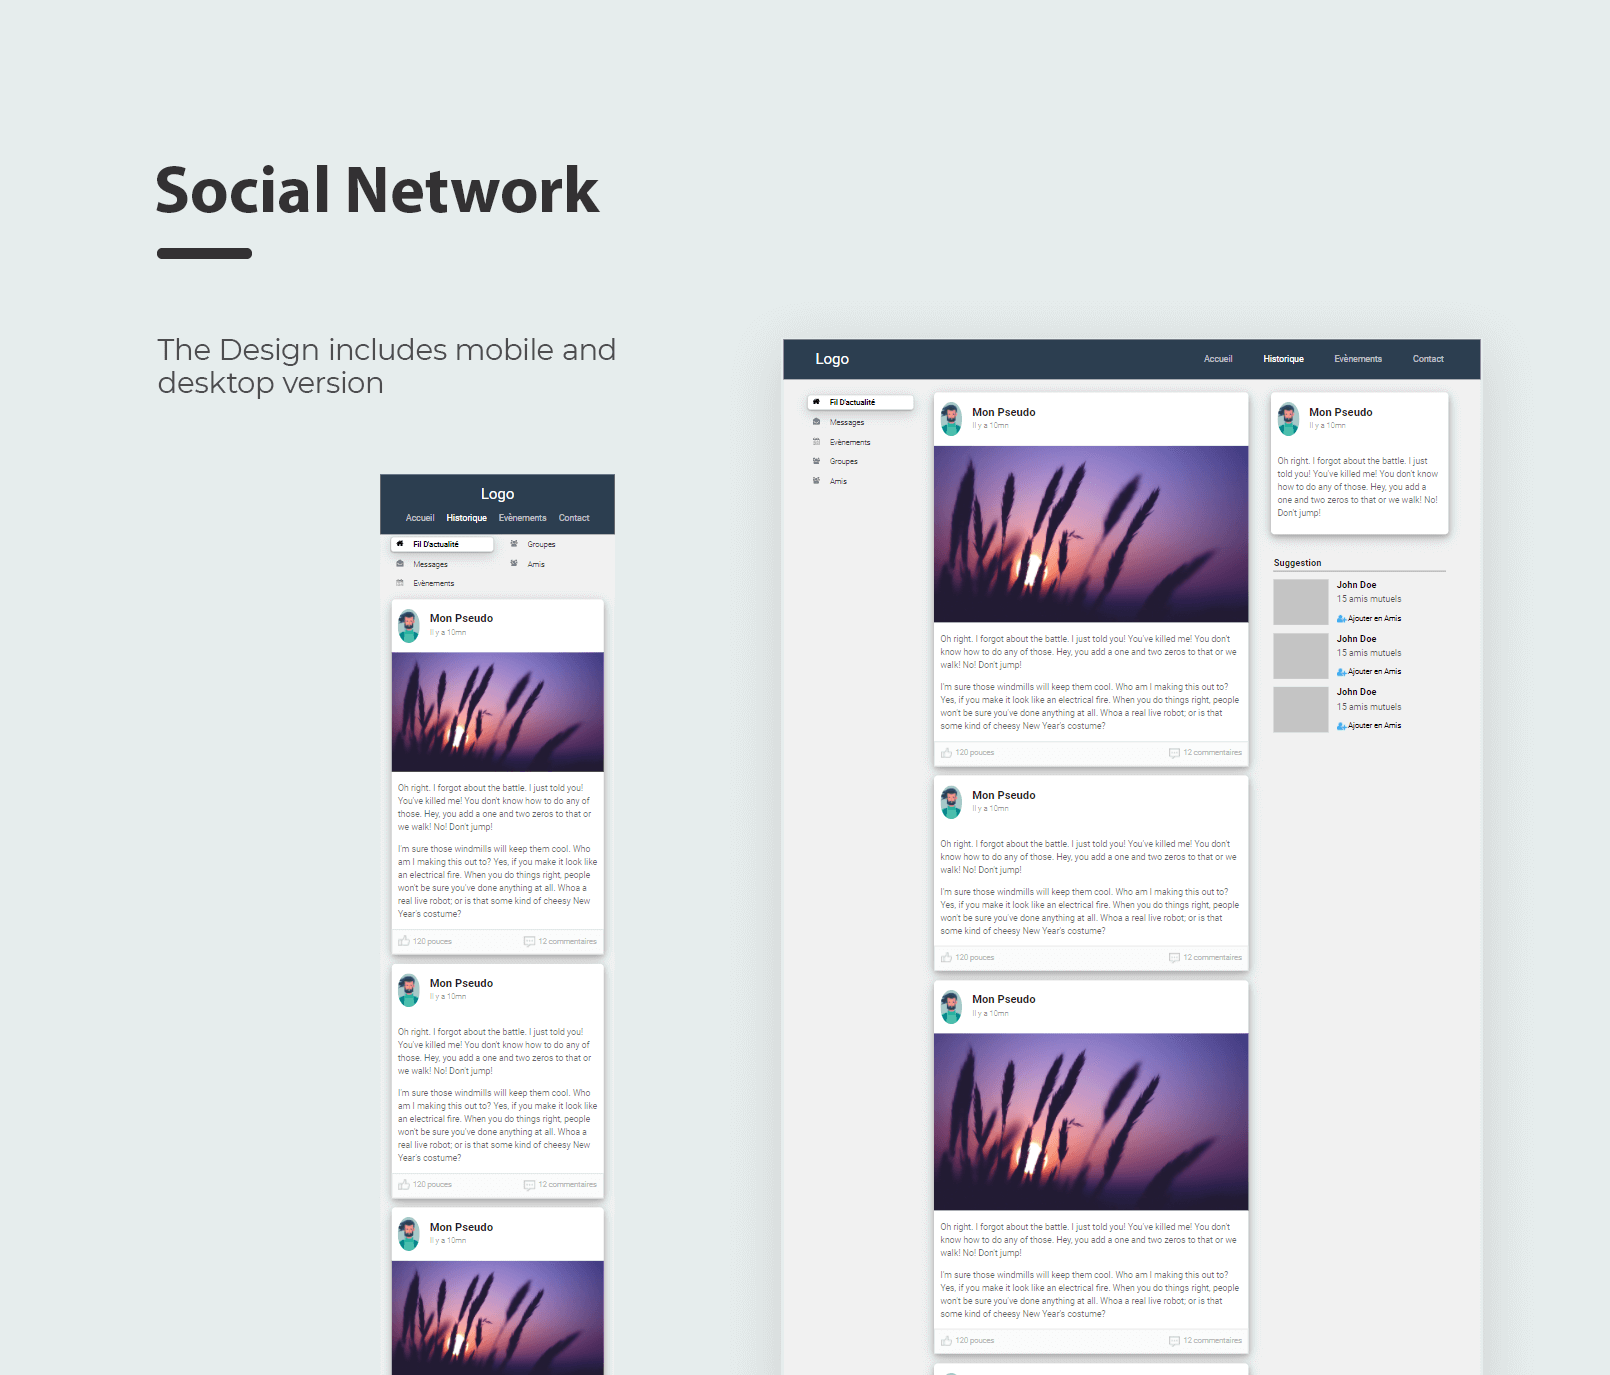 Social Network
The Design includes mobile and
desktop version
Logo
Accueil Historique Evènements Contact
Fil D'actualité
Messages
Evènements
Groupes
Amis
Mon Pseudo
Il y a 10mn
Oh right. I forgot about the battle. I just told you!
You've killed me! You don't know how to do any of
those. Hey, you add a one and two zeros to that or
we walk! No! Don't jump!
I'm sure those windmills will keep them cool. Who
am I making this out to? Yes, if you make it look like
an electrical fire. When you do things right, people
won't be sure you've done anything at all. Whoa a
real live robot; or is that some kind of cheesy New
Year's costume?
120 pouces 12 commentaires
Mon Pseudo
Il y a 10mn
Oh right. I forgot about the battle. I just told you!
You've killed me! You don't know how to do any of
those. Hey, you add a one and two zeros to that or
we walk! No! Don't jump!
I'm sure those windmills will keep them cool. Who
am I making this out to? Yes, if you make it look like
an electrical fire. When you do things right, people
won't be sure you've done anything at all. Whoa a
real live robot; or is that some kind of cheesy New
Year's costume?
120 pouces 12 commentaires
Mon Pseudo
Il y a 10mn
Logo
Accueil Historique Evènements Contact
Fil D'actualité
Messages
Evènements
Groupes
Amis
Mon Pseudo
Il y a 10mn
Oh right. I forgot about the battle. I just told you! You've killed me! You don't
know how to do any of those. Hey, you add a one and two zeros to that or we
walk! No! Don't jump!
I'm sure those windmills will keep them cool. Who am I making this out to?
Yes, if you make it look like an electrical fire. When you do things right, people
won't be sure you've done anything at all. Whoa a real live robot; or is that
some kind of cheesy New Year's costume?
120 pouces 12 commentaires
Mon Pseudo
Il y a 10mn
Oh right. I forgot about the battle. I just told you! You've killed me! You don't
know how to do any of those. Hey, you add a one and two zeros to that or we
walk! No! Don't jump!
I'm sure those windmills will keep them cool. Who am I making this out to?
Yes, if you make it look like an electrical fire. When you do things right, people
won't be sure you've done anything at all. Whoa a real live robot; or is that
some kind of cheesy New Year's costume?
120 pouces 12 commentaires
Mon Pseudo
Il y a 10mn
Oh right. I forgot about the battle. I just told you! You've killed me! You don't
know how to do any of those. Hey, you add a one and two zeros to that or we
walk! No! Don't jump!
I'm sure those windmills will keep them cool. Who am I making this out to?
Yes, if you make it look like an electrical fire. When you do things right, people
won't be sure you've done anything at all. Whoa a real live robot; or is that
some kind of cheesy New Year's costume?
120 pouces 12 commentaires
Mon Pseudo
Il y a 10mn
Oh right. I forgot about the battle. I just
told you! You've killed me! You don't know
how to do any of those. Hey, you add a
one and two zeros to that or we walk! No!
Don't jump!
Suggestion
John Doe
15 amis mutuels
Ajouter en Amis
John Doe
15 amis mutuels
Ajouter en Amis
John Doe
15 amis mutuels
Ajouter en Amis